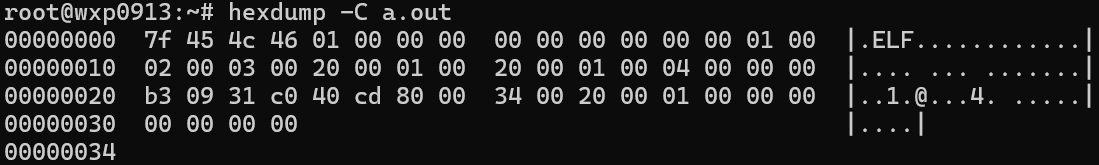 root@wxp0913:~# hexdump -C a.out
00000000  7f 45 4c 46 01 00 00 00  00 00 00 00 00 00 01 00  |.ELF............|
00000010  02 00 03 00 20 00 01 00  20 00 01 00 04 00 00 00  |.... ... .......|
00000020  b3 09 31 c0 40 cd 80 00  34 00 20 00 01 00 00 00  |..1.@...4. .....|
00000030  00 00 00 00                                       |....|
00000034